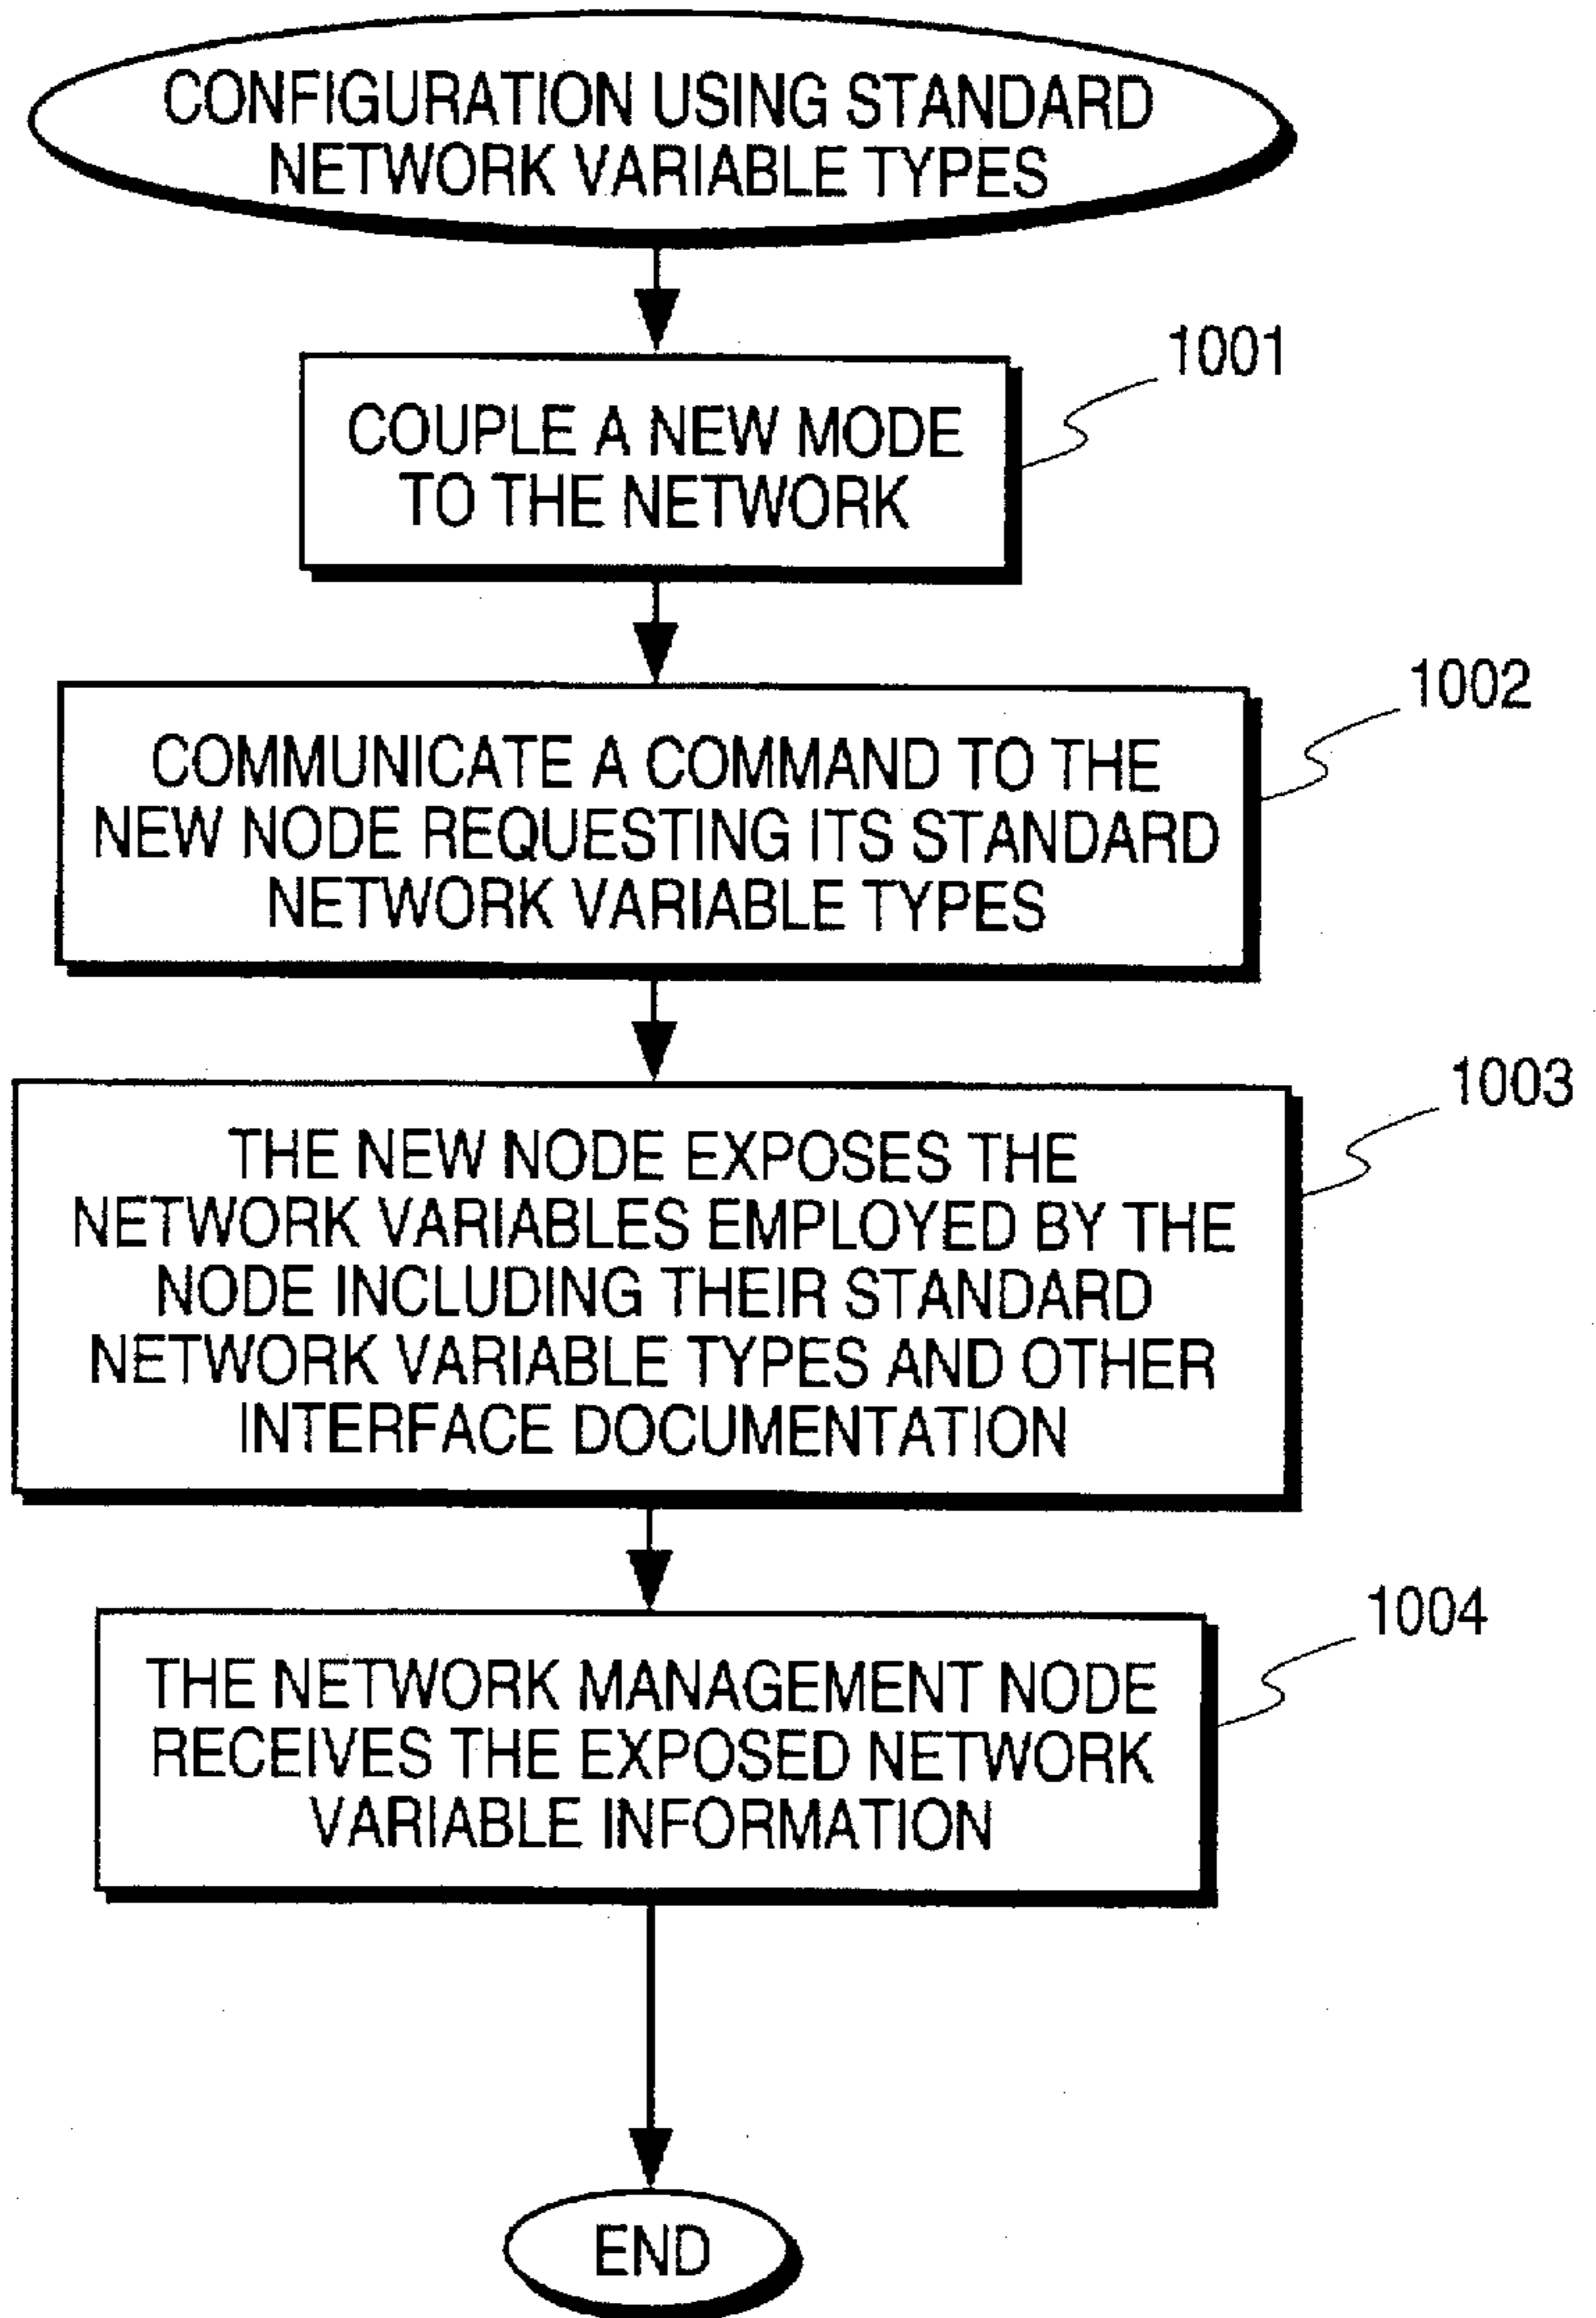 CONFIGURATION USING STANDARD
NETWORK VARIABLE TYPES
1001
COUPLE A NEW MODE
TO THE NETWORK
1002
COMMUNICATE A COMMAND TO THE
NEW NODE REQUESTING ITS STANDARD
NETWORK VARIABLE TYPES
1003
THE NEW NODE EXPOSES THE
NETWORK VARIABLES EMPLOYED BY THE
NODE INCLUDING THEIR STANDARD
NETWORK VARIABLE TYPES AND OTHER
INTERFACE DOCUMENTATION
1004
THE NETWORK MANAGEMENT NODE
RECEIVES THE EXPOSED NETWORK
VARIABLE INFORMATION
END